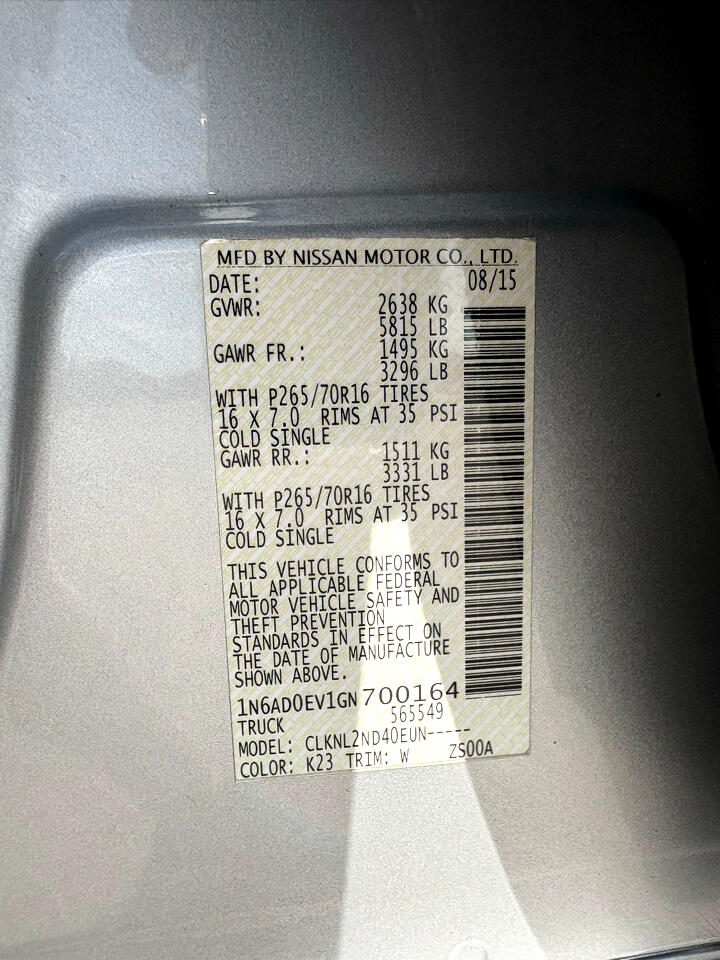 MFD BY NISSAN MOTOR CO., LTD.
DATE: 08/15
GVWR: 2638 KG
5815 LB
GAWR FR.: 1495 KG
3296 LB
WITH P265/70R16 TIRES
16 X 7.0 RIMS AT 35 PSI
COLD SINGLE
GAWR RR.: 1511 KG
3331 LB
WITH P265/70R16 TIRES
16 X 7.0 RIMS AT 35 PSI
COLD SINGLE
THIS VEHICLE CONFORMS TO
ALL APPLICABLE FEDERAL
MOTOR VEHICLE SAFETY AND
THEFT PREVENTION
STANDARDS IN EFFECT ON
THE DATE OF MANUFACTURE
SHOWN ABOVE.
1N6AD0EV1GN700164
TRUCK 565549
MODEL: CLKNL2ND40EUN-----
COLOR: K23 TRIM: W ZS00A